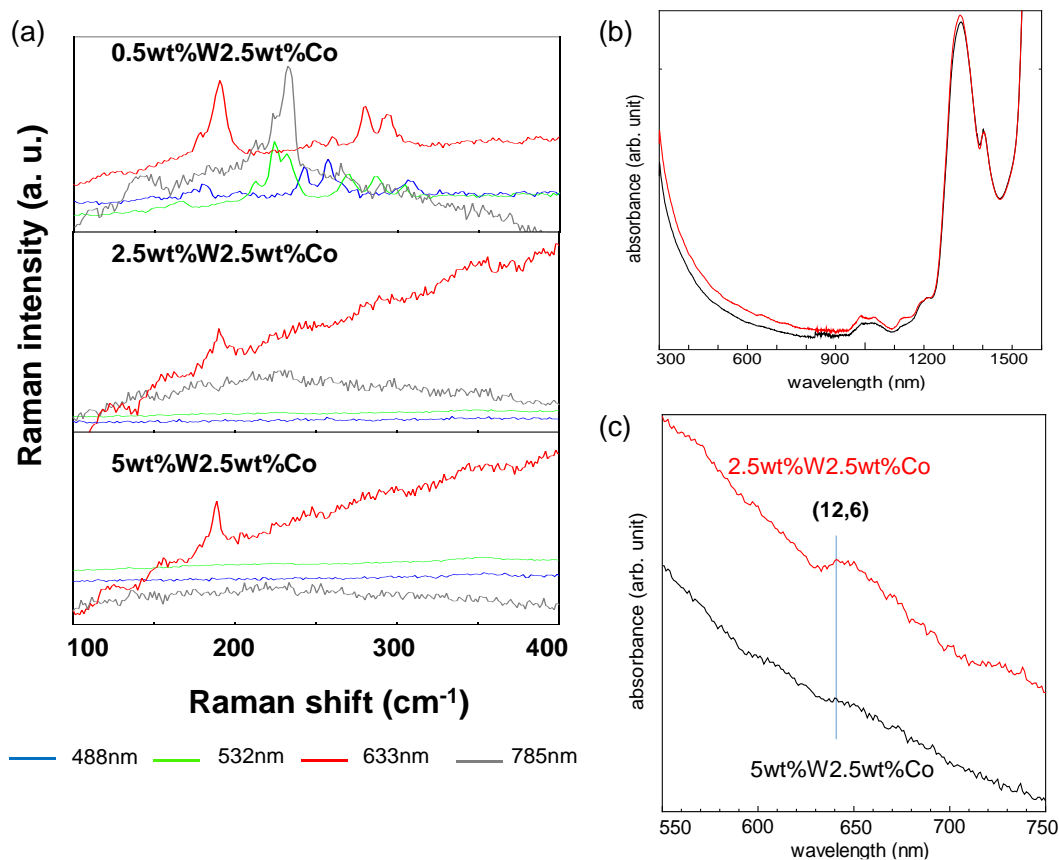 (a)
0.5wt%W2.5wt%Co
2.5wt%W2.5wt%Co
5wt%W2.5wt%Co
Raman intensity (a. u.)
100 200 300 400
Raman shift (cm-1)
488nm 532nm 633nm 785nm
(b)
absorbance (arb. unit)
300 600 900 1200 1500
wavelength (nm)
(c)
2.5wt%W2.5wt%Co
(12,6)
absorbance (arb. unit)
5wt%W2.5wt%Co
550 600 650 700 750
wavelength (nm)